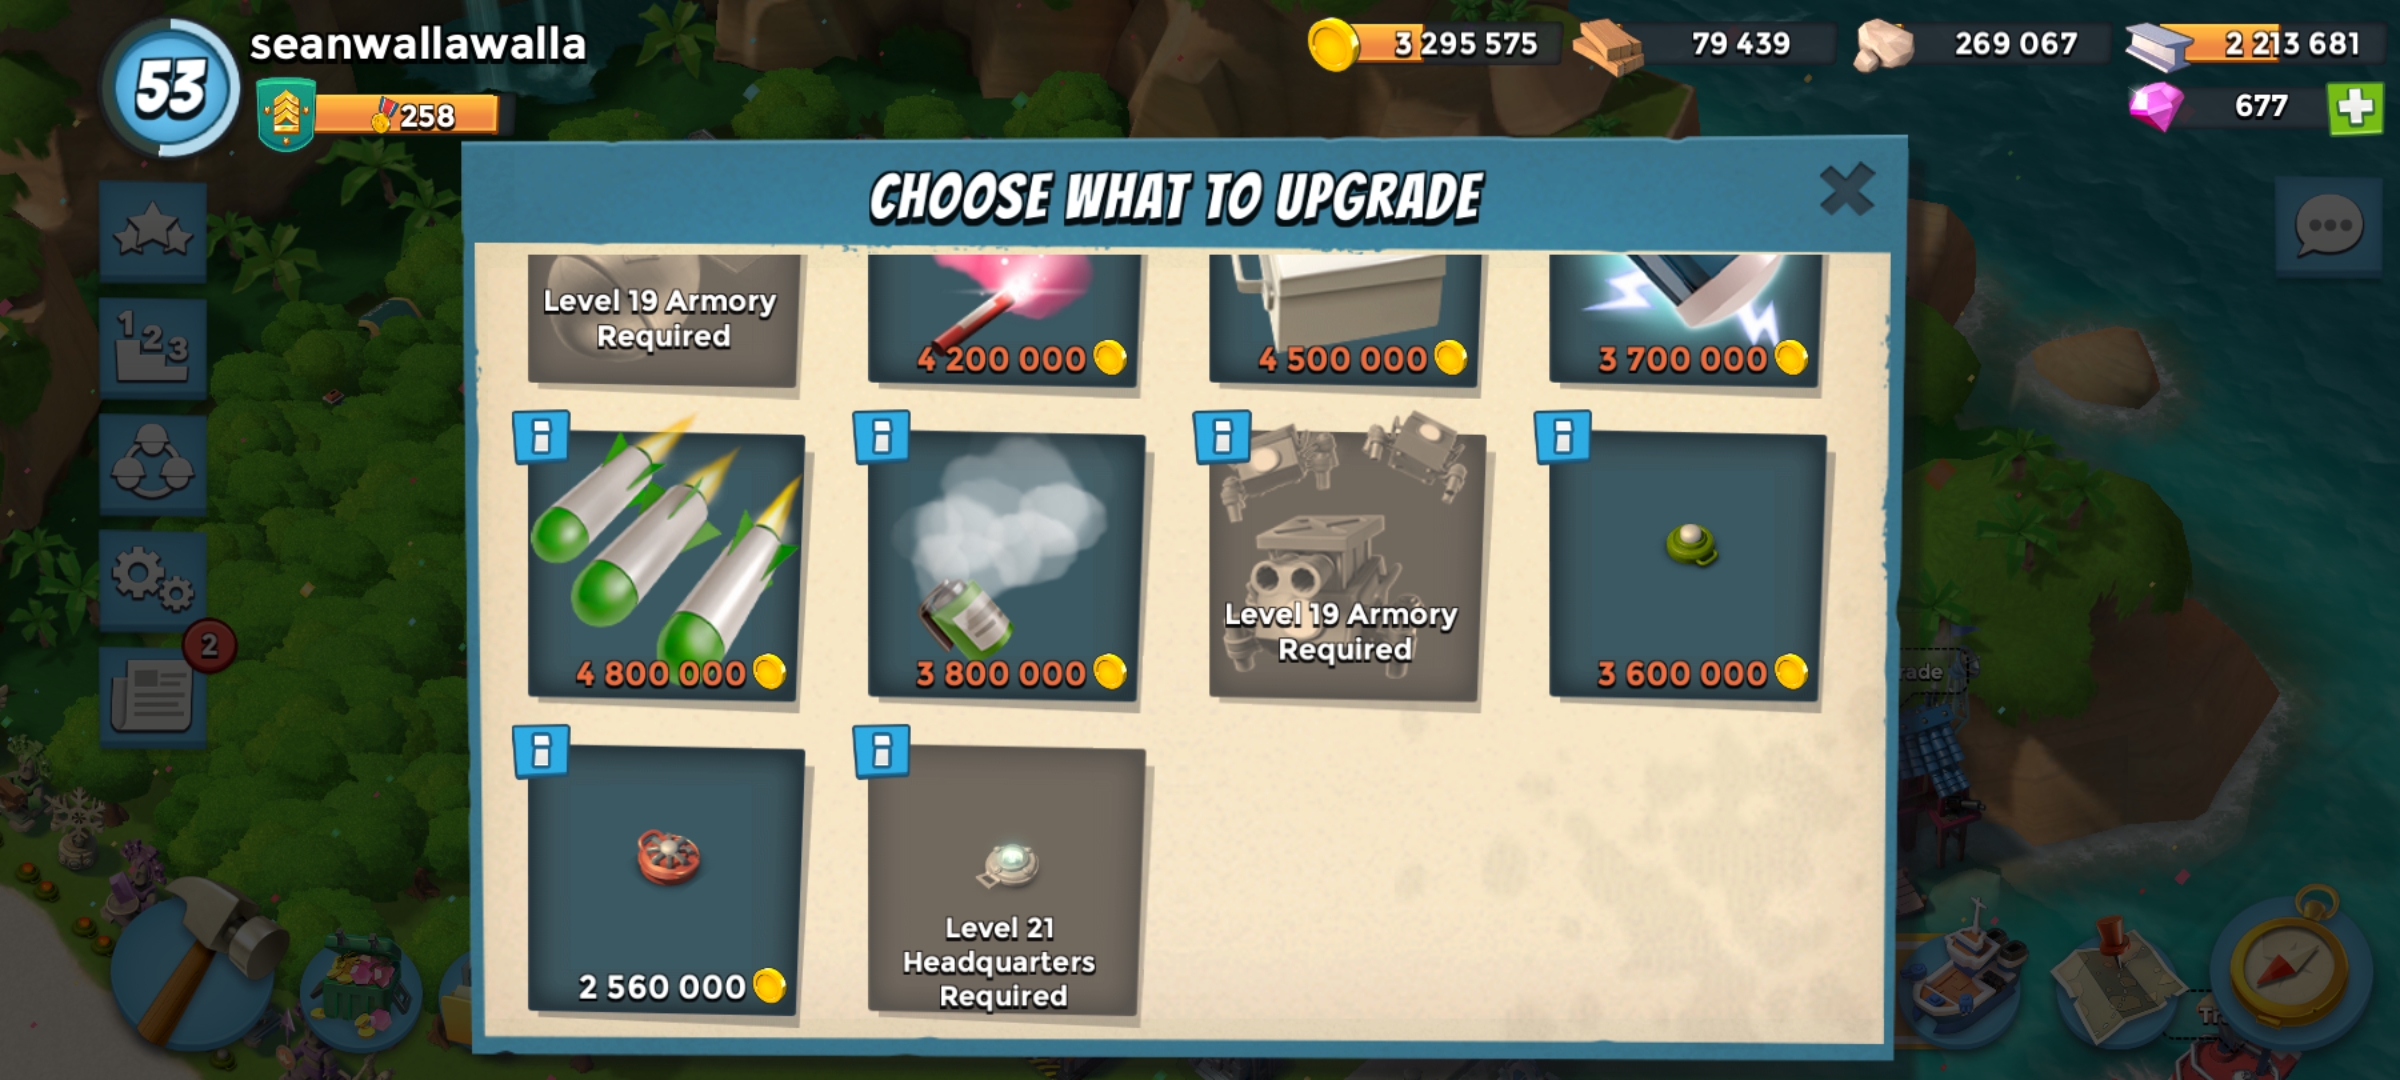 53
seanwallawalla
258
3 295 575
79 439
269 067
2 213 681
677
CHOOSE WHAT TO UPGRADE
Level 19 Armory
Required
4 200 000
4 500 000
3 700 000
123
2
4 800 000
3 800 000
Level 19 Armory
Required
3 600 000
2 560 000
Level 21
Headquarters
Required